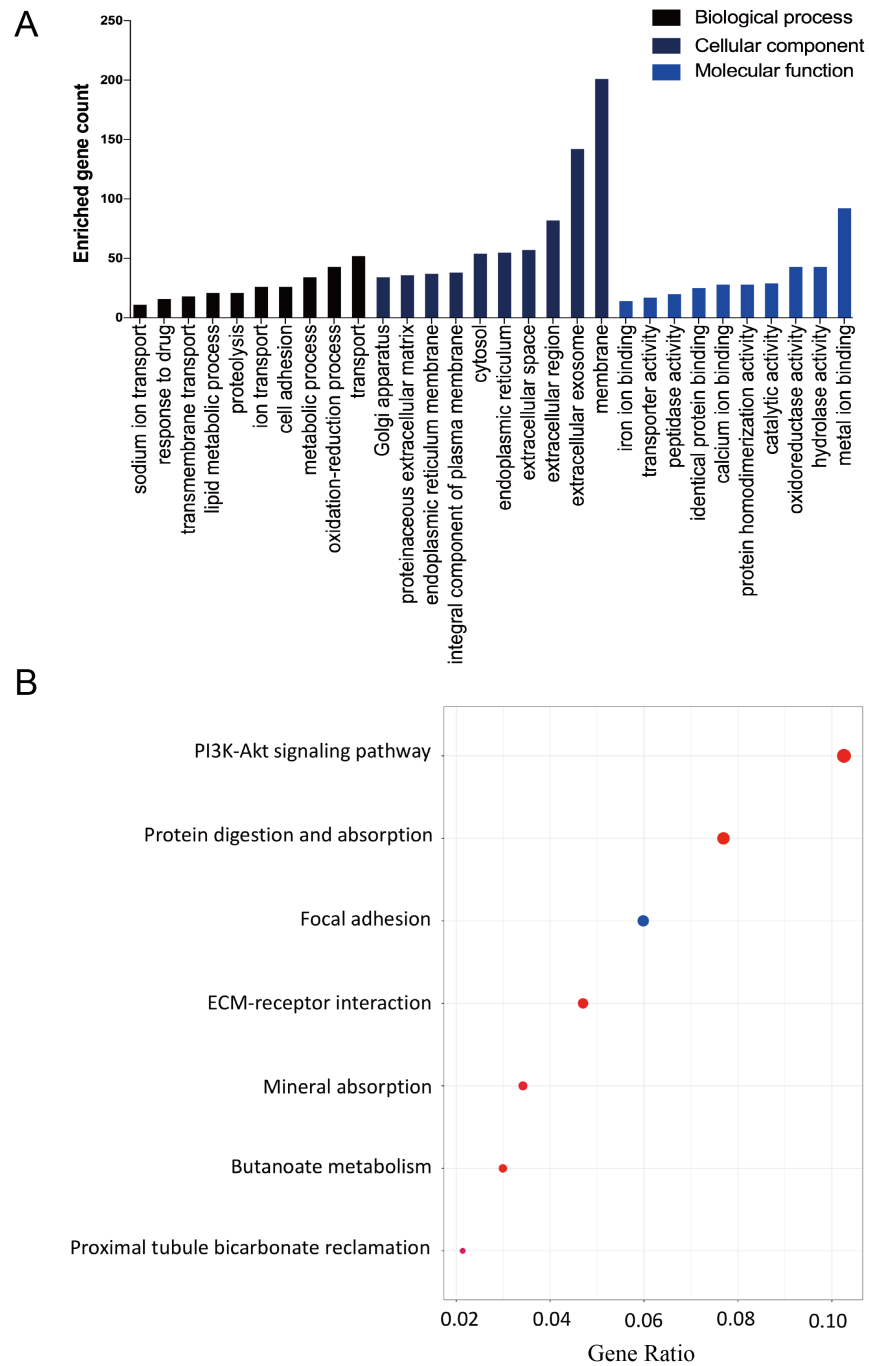 A
Biological process
Cellular component
Molecular function
Enriched gene count
250
200
150
100
50
0
sodium ion transport
response to drug
transmembrane transport
lipid metabolic process
proteolysis
ion transport
cell adhesion
metabolic process
oxidation-reduction process
transport
Golgi apparatus
proteinaceous extracellular matrix
endoplasmic reticulum membrane
integral component of plasma membrane
cytosol
endoplasmic reticulum
extracellular space
extracellular region
extracellular exosome
membrane
iron ion binding
transporter activity
peptidase activity
identical protein binding
calcium ion binding
protein homodimerization activity
catalytic activity
oxidoreductase activity
hydrolase activity
metal ion binding
B
PI3K-Akt signaling pathway
Protein digestion and absorption
Focal adhesion
ECM-receptor interaction
Mineral absorption
Butanoate metabolism
Proximal tubule bicarbonate reclamation
0.02 0.04 0.06 0.08 0.10
Gene Ratio